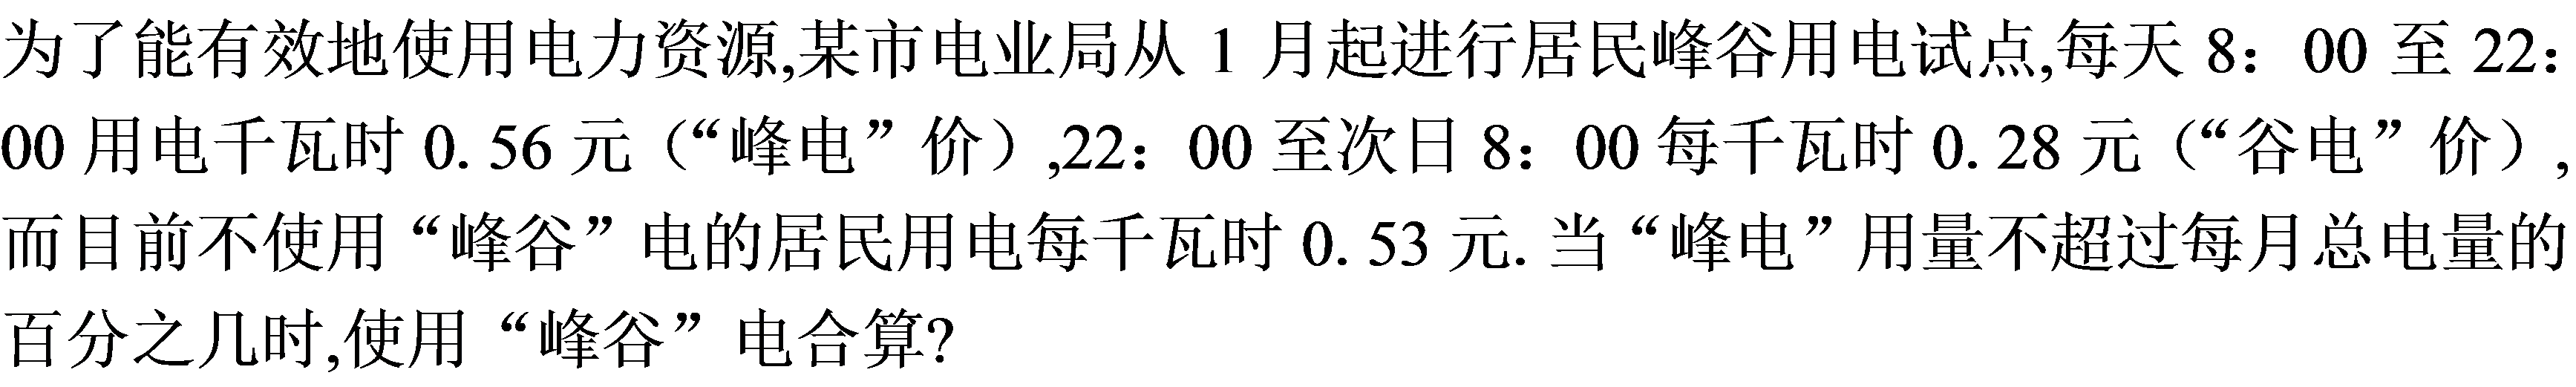 为了能有效地使用电力资源,某市电业局从 1 月起进行居民峰谷用电试点,每天 8：00 至 22：
00 用电千瓦时 0. 56 元（“峰电”价）,22：00 至次日 8：00 每千瓦时 0. 28 元（“谷电”价）,
而目前不使用“峰谷”电的居民用电每千瓦时 0. 53 元. 当“峰电”用量不超过每月总电量的
百分之几时,使用“峰谷”电合算?